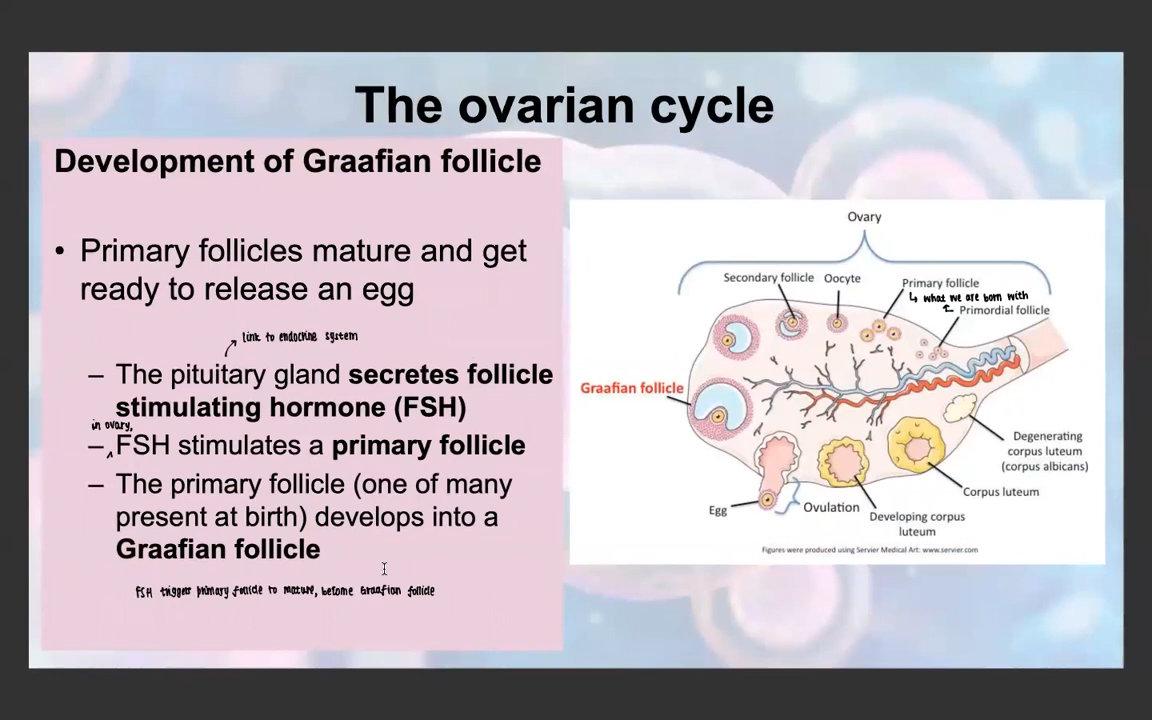 The ovarian cycle
Development of Graafian follicle
• Primary follicles mature and get
ready to release an egg
link to endocrine system
– The pituitary gland secretes follicle
stimulating hormone (FSH)
in ovary,
– FSH stimulates a primary follicle
– The primary follicle (one of many
present at birth) develops into a
Graafian follicle
FSH triggers primary follicle to mature, become Graafian follicle
Ovary
Secondary follicle
Oocyte
Primary follicle
↳ what we are born with
Primordial follicle
Graafian follicle
Degenerating
corpus luteum
(corpus albicans)
Corpus luteum
Egg
Ovulation
Developing corpus
luteum
Figures were produced using Servier Medical Art: www.servier.com